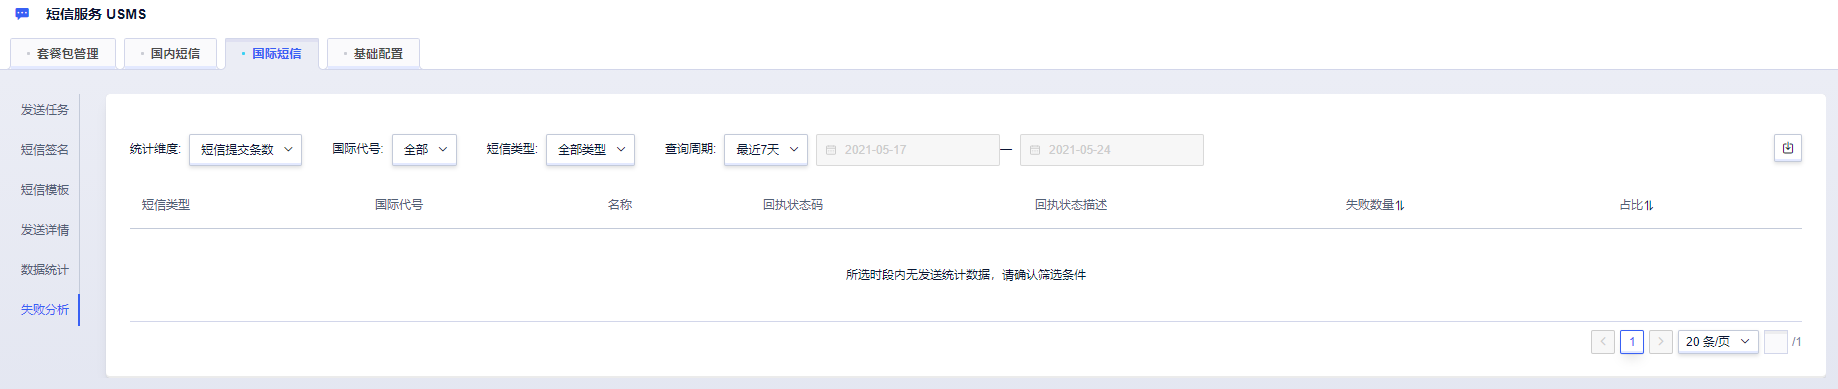 短信服务 USMS
套餐包管理 国内短信 国际短信 基础配置
发送任务
短信签名
短信模板
发送详情
数据统计
失败分析
统计维度: 短信提交条数 国际代号: 全部 短信类型: 全部类型 查询周期: 最近7天 2021-05-17 — 2021-05-24
短信类型 国际代号 名称 回执状态码 回执状态描述 失败数量 占比
所选时段内无发送统计数据，请确认筛选条件
1 20 条/页 /1